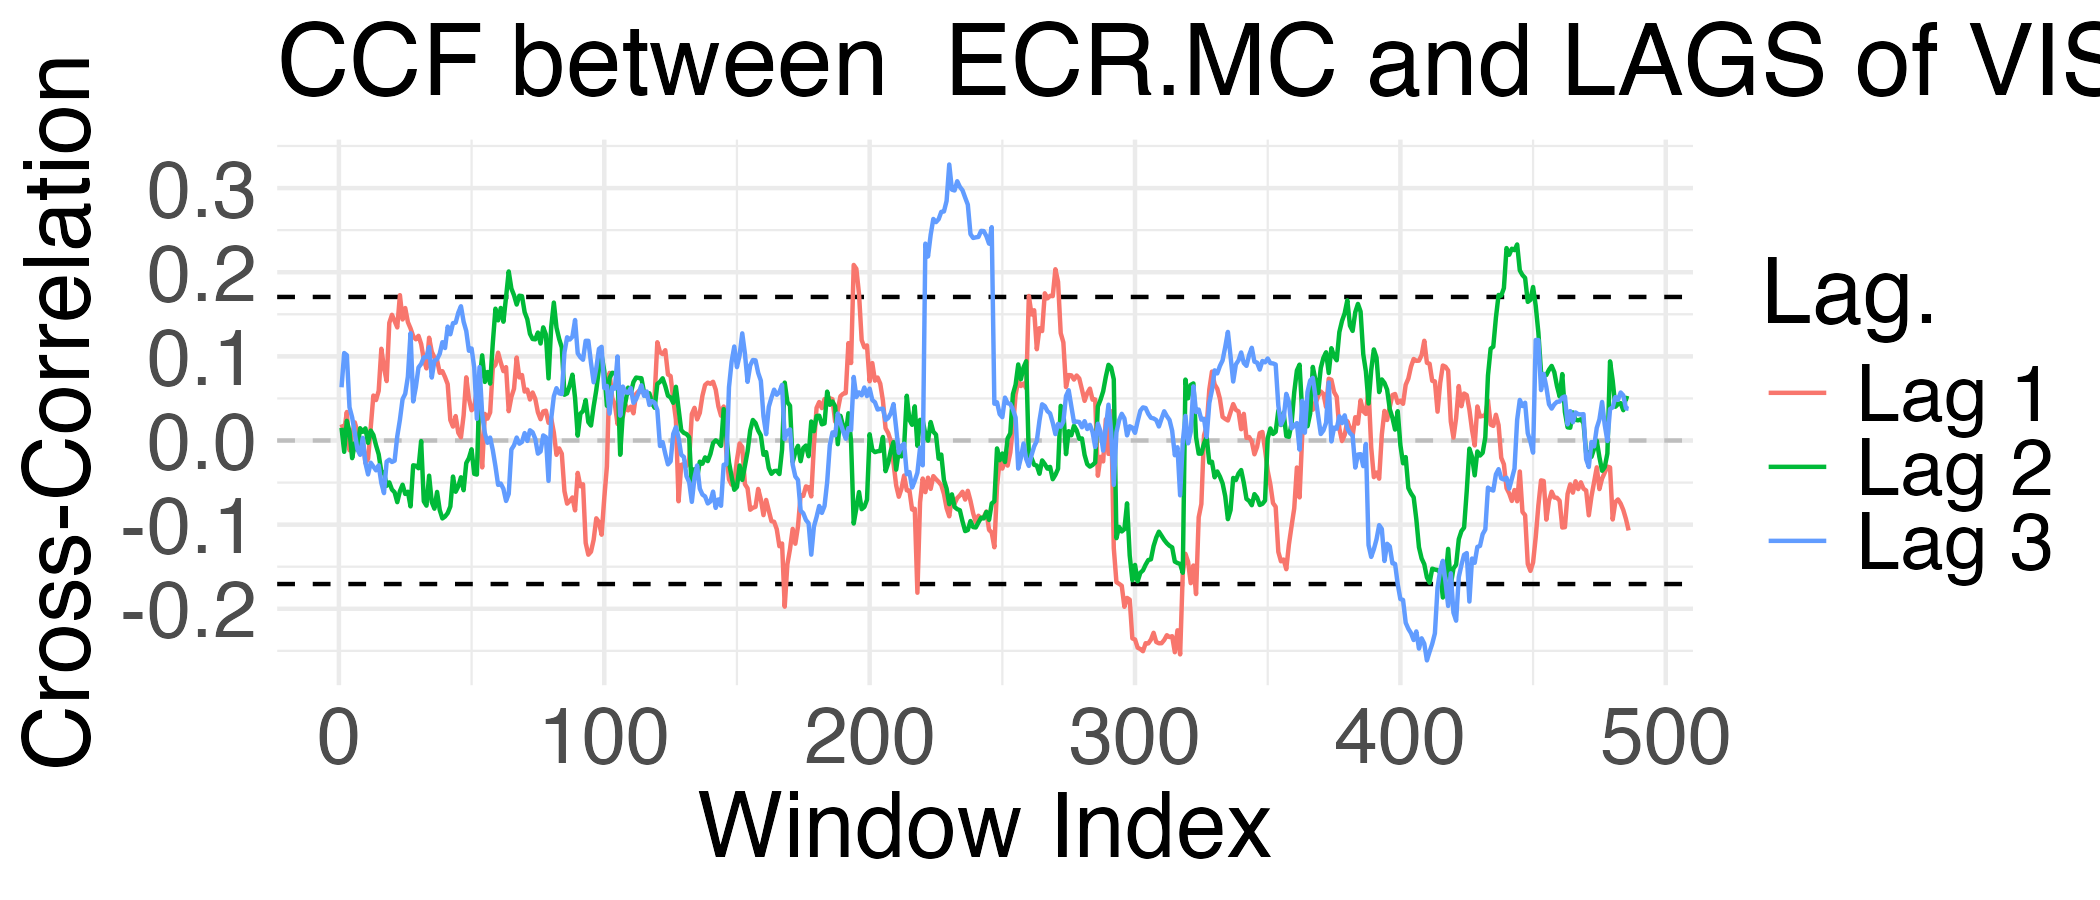 CCF between ECR.MC and LAGS of VIS
Cross-Correlation
0.3
0.2
0.1
0.0
-0.1
-0.2
0 100 200 300 400 500
Window Index
Lag.
Lag 1
Lag 2
Lag 3